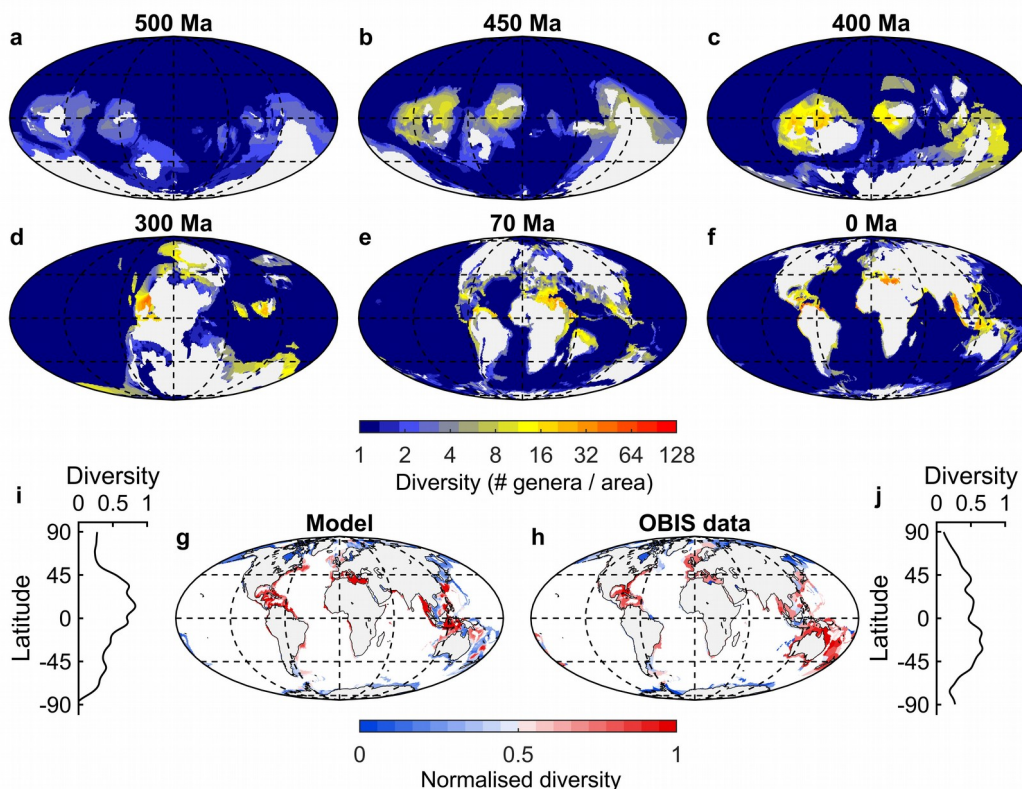 a 500 Ma
b 450 Ma
c 400 Ma
d 300 Ma
e 70 Ma
f 0 Ma
1 2 4 8 16 32 64 128
Diversity (# genera / area)
i Diversity
0 0.5 1
90
45
0
-45
-90
Latitude
g Model
h OBIS data
j Diversity
0 0.5 1
90
45
0
-45
-90
Latitude
0 0.5 1
Normalised diversity